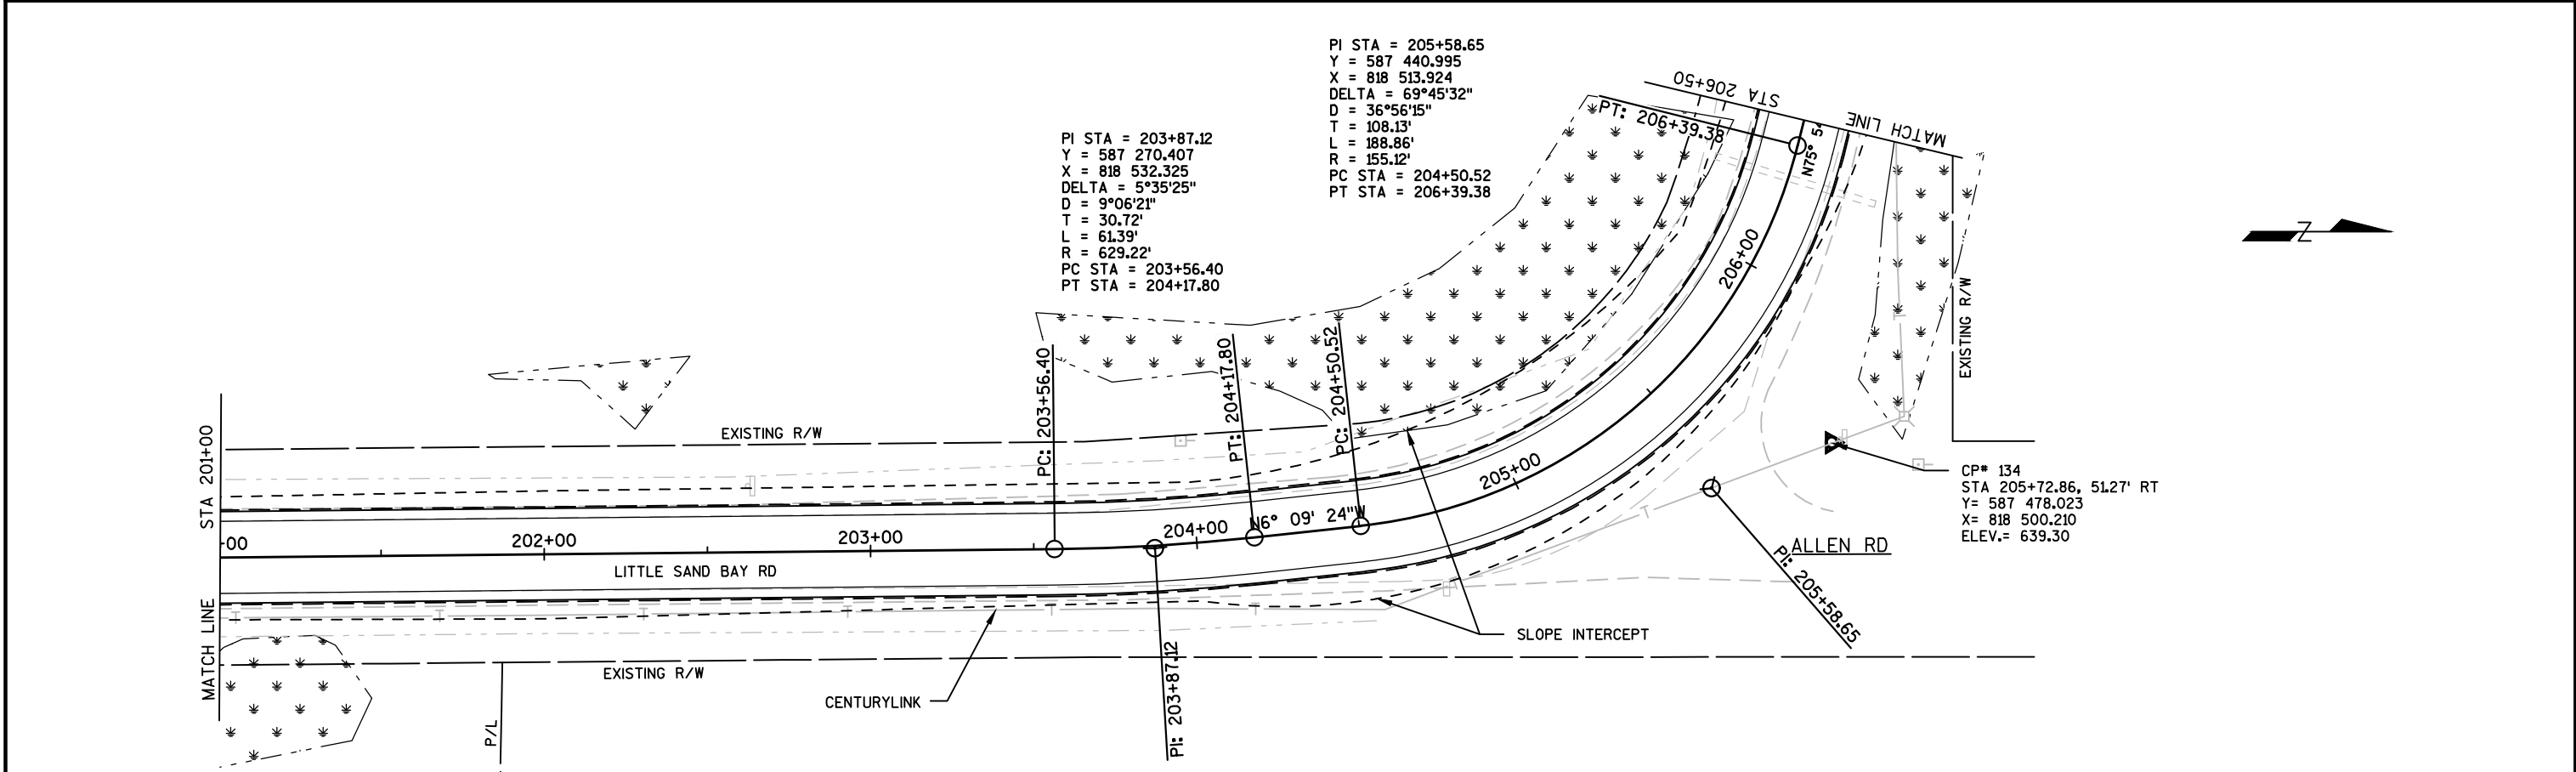 PI STA = 205+58.65
Y = 587 440.995
X = 818 513.924
DELTA = 69°45'32"
D = 36°56'15"
T = 108.13'
L = 188.86'
R = 155.12'
PC STA = 204+50.52
PT STA = 206+39.38
PI STA = 203+87.12
Y = 587 270.407
X = 818 532.325
DELTA = 5°35'25"
D = 9°06'21"
T = 30.72'
L = 61.39'
R = 629.22'
PC STA = 203+56.40
PT STA = 204+17.80
MATCH LINE STA 206+50
PT: 206+39.38
N75°
206+00
Z
EXISTING R/W
MATCH LINE STA 201+00
EXISTING R/W
PC: 203+56.40
PT: 204+17.80
PC: 204+50.52
205+00
N6° 09' 24"W
+00
202+00
203+00
204+00
LITTLE SAND BAY RD
CP# 134
STA 205+72.86, 51.27' RT
Y= 587 478.023
X= 818 500.210
ELEV.= 639.30
ALLEN RD
PI: 205+58.65
SLOPE INTERCEPT
EXISTING R/W
CENTURYLINK
PI: 203+87.12
P/L